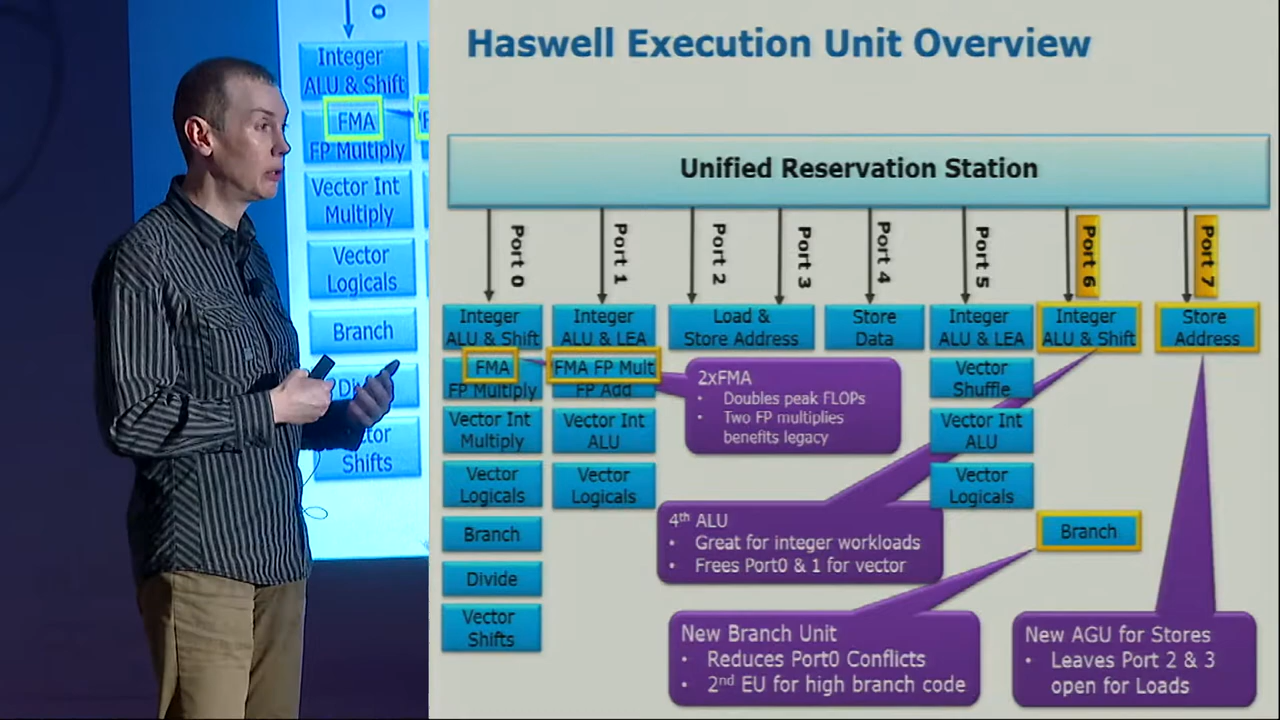 Haswell Execution Unit Overview
Unified Reservation Station
Port 0
Port 1
Port 2
Port 3
Port 4
Port 5
Port 6
Port 7
Integer
ALU & Shift
FMA
FP Multiply
Vector Int
Multiply
Vector
Logicals
Branch
Divide
Vector
Shifts
Integer
ALU & LEA
FMA FP Mult
FP Add
Vector Int
ALU
Vector
Logicals
Load &
Store Address
Store
Data
Integer
ALU & LEA
Vector
Shuffle
Vector Int
ALU
Vector
Logicals
Integer
ALU & Shift
Branch
Store
Address
2xFMA
• Doubles peak FLOPs
• Two FP multiplies
benefits legacy
4th ALU
• Great for integer workloads
• Frees Port0 & 1 for vector
New Branch Unit
• Reduces Port0 Conflicts
• 2nd EU for high branch code
New AGU for Stores
• Leaves Port 2 & 3
open for Loads
Integer
ALU & Shift
FMA
FP Multiply
Vector Int
Multiply
Vector
Logicals
Branch
Shifts